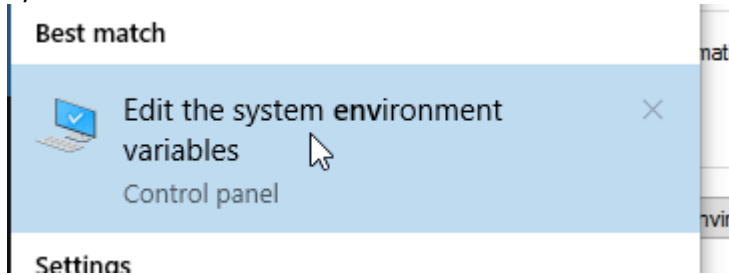 Best match
Edit the system environment
variables
Control panel
Settings